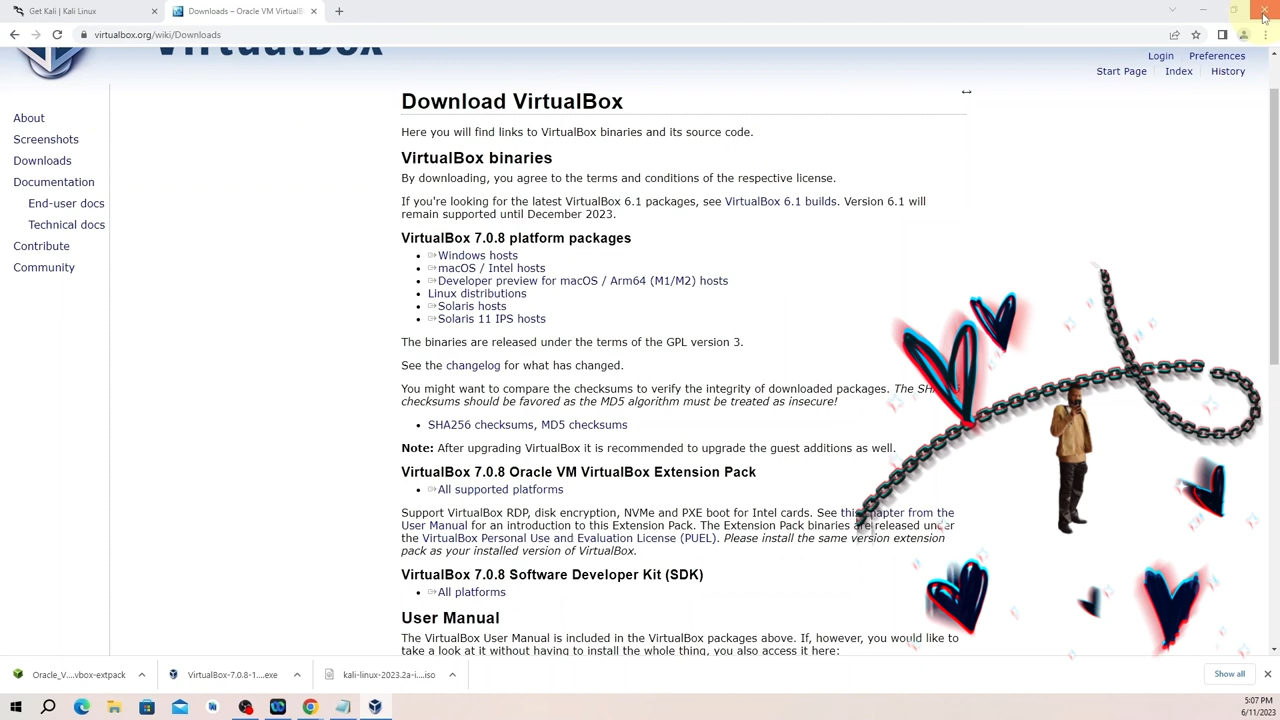 Get Kali | Kali Linux
Downloads – Oracle VM VirtualB
virtualbox.org/wiki/Downloads
VirtualBox
Login Preferences
Start Page Index History
About
Screenshots
Downloads
Documentation
End-user docs
Technical docs
Contribute
Community
Download VirtualBox
Here you will find links to VirtualBox binaries and its source code.
VirtualBox binaries
By downloading, you agree to the terms and conditions of the respective license.
If you're looking for the latest VirtualBox 6.1 packages, see VirtualBox 6.1 builds. Version 6.1 will
remain supported until December 2023.
VirtualBox 7.0.8 platform packages
Windows hosts
macOS / Intel hosts
Developer preview for macOS / Arm64 (M1/M2) hosts
Linux distributions
Solaris hosts
Solaris 11 IPS hosts
The binaries are released under the terms of the GPL version 3.
See the changelog for what has changed.
You might want to compare the checksums to verify the integrity of downloaded packages. The
checksums should be favored as the MD5 algorithm must be treated as insecure!
SHA256 checksums, MD5 checksums
Note: After upgrading VirtualBox it is recommended to upgrade the guest additions as well.
VirtualBox 7.0.8 Oracle VM VirtualBox Extension Pack
All supported platforms
Support VirtualBox RDP, disk encryption, NVMe and PXE boot for Intel cards. See this chapter from the
User Manual for an introduction to this Extension Pack. The Extension Pack binaries are released under
the VirtualBox Personal Use and Evaluation License (PUEL). Please install the same version extension
pack as your installed version of VirtualBox.
VirtualBox 7.0.8 Software Developer Kit (SDK)
All platforms
User Manual
The VirtualBox User Manual is included in the VirtualBox packages above. If, however, you would like to
take a look at it without having to install the whole thing, you also access it here:
Oracle_V....vbox-extpack
VirtualBox-7.0.8-1....exe
kali-linux-2023.2a-i....iso
Show all
5:07 PM
6/11/2023